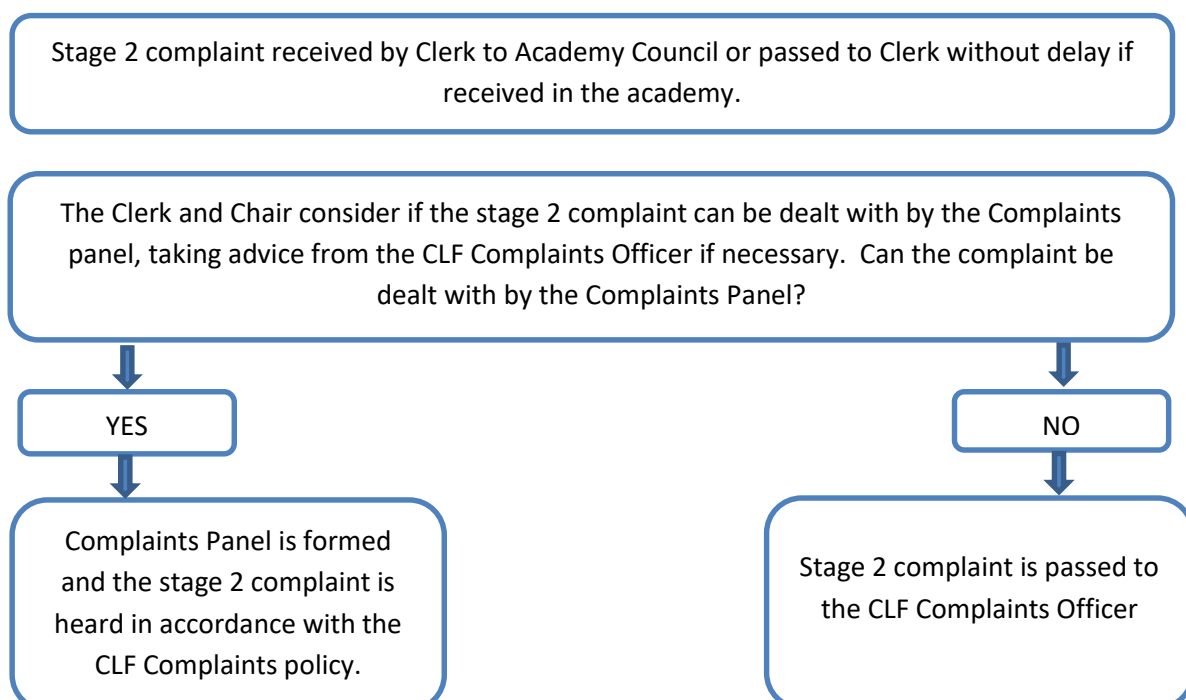 Stage 2 complaint received by Clerk to Academy Council or passed to Clerk without delay if
received in the academy.
The Clerk and Chair consider if the stage 2 complaint can be dealt with by the Complaints
panel, taking advice from the CLF Complaints Officer if necessary.  Can the complaint be
dealt with by the Complaints Panel?
YES
NO
Complaints Panel is formed
and the stage 2 complaint is
heard in accordance with the
CLF Complaints policy.
Stage 2 complaint is passed to
the CLF Complaints Officer